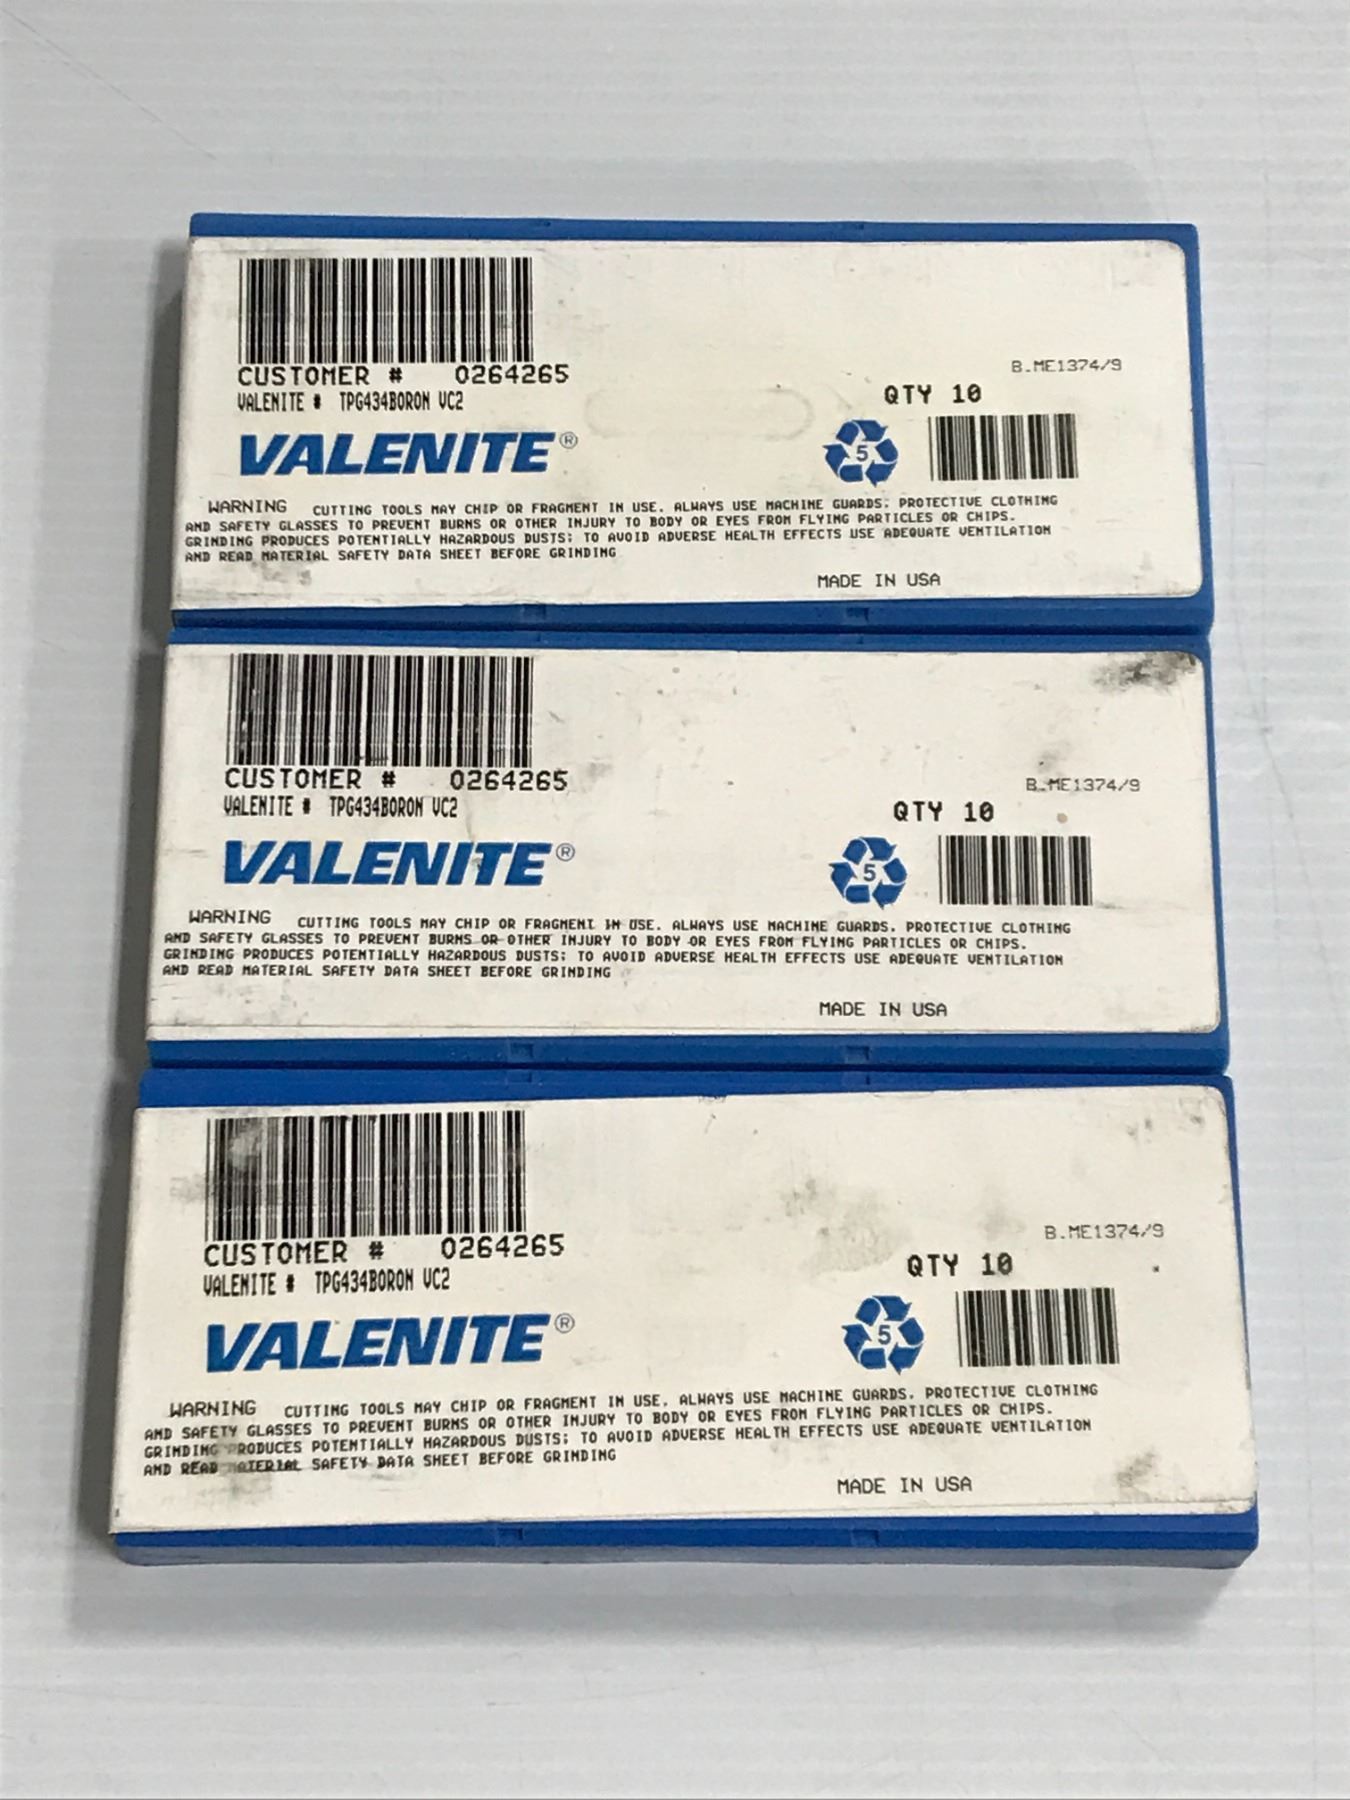 CUSTOMER # 0264265
B.ME1374/9
VALENITE # TPG434BORON VC2
QTY 10
VALENITE®
5
WARNING CUTTING TOOLS MAY CHIP OR FRAGMENT IN USE. ALWAYS USE MACHINE GUARDS, PROTECTIVE CLOTHING
AND SAFETY GLASSES TO PREVENT BURNS OR OTHER INJURY TO BODY OR EYES FROM FLYING PARTICLES OR CHIPS.
GRINDING PRODUCES POTENTIALLY HAZARDOUS DUSTS; TO AVOID ADVERSE HEALTH EFFECTS USE ADEQUATE VENTILATION
AND READ MATERIAL SAFETY DATA SHEET BEFORE GRINDING
MADE IN USA
CUSTOMER # 0264265
B.ME1374/9
VALENITE # TPG434BORON VC2
QTY 10
VALENITE®
5
WARNING CUTTING TOOLS MAY CHIP OR FRAGMENT IN USE. ALWAYS USE MACHINE GUARDS, PROTECTIVE CLOTHING
AND SAFETY GLASSES TO PREVENT BURNS OR OTHER INJURY TO BODY OR EYES FROM FLYING PARTICLES OR CHIPS.
GRINDING PRODUCES POTENTIALLY HAZARDOUS DUSTS; TO AVOID ADVERSE HEALTH EFFECTS USE ADEQUATE VENTILATION
AND READ MATERIAL SAFETY DATA SHEET BEFORE GRINDING
MADE IN USA
CUSTOMER # 0264265
B.ME1374/9
VALENITE # TPG434BORON VC2
QTY 10
VALENITE®
5
WARNING CUTTING TOOLS MAY CHIP OR FRAGMENT IN USE. ALWAYS USE MACHINE GUARDS, PROTECTIVE CLOTHING
AND SAFETY GLASSES TO PREVENT BURNS OR OTHER INJURY TO BODY OR EYES FROM FLYING PARTICLES OR CHIPS.
GRINDING PRODUCES POTENTIALLY HAZARDOUS DUSTS; TO AVOID ADVERSE HEALTH EFFECTS USE ADEQUATE VENTILATION
AND READ MATERIAL SAFETY DATA SHEET BEFORE GRINDING
MADE IN USA